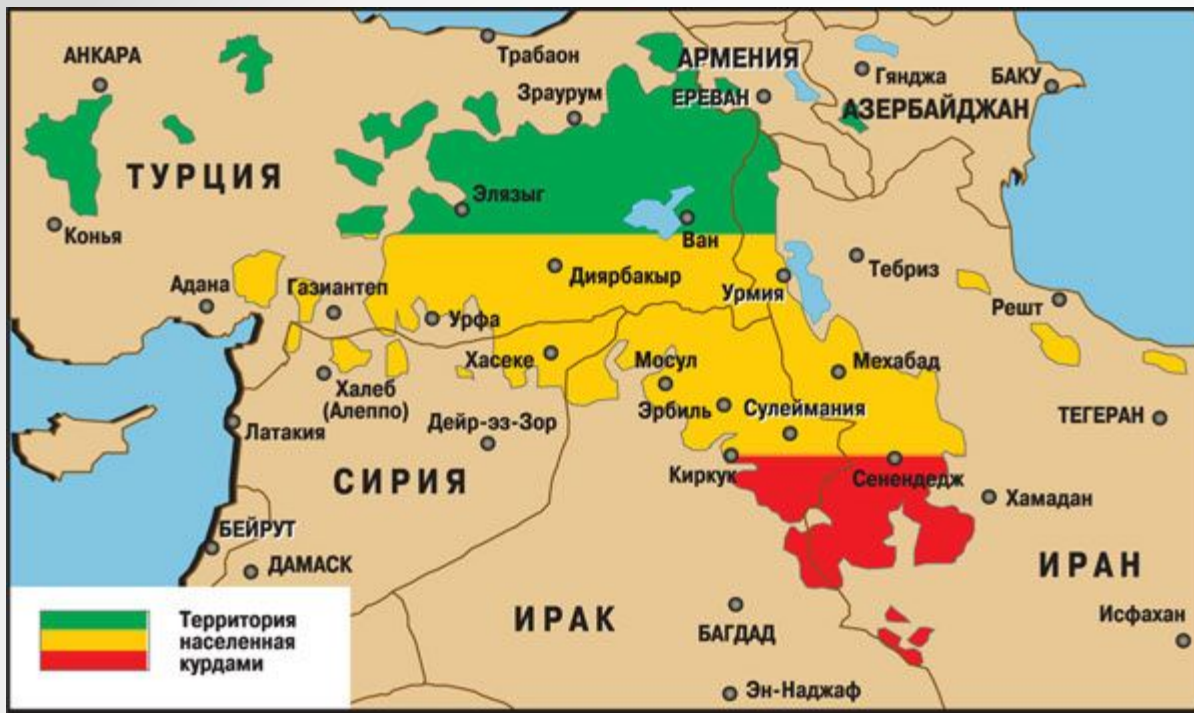 Трабаон
АНКАРА
АРМЕНИЯ
Гянджа
БАКУ
Зраурум
ЕРЕВАН
АЗЕРБАЙДЖАН
ТУРЦИЯ
Элязыг
Ван
Конья
Диярбакыр
Тебриз
Адана
Газиантеп
Урмия
Решт
Урфа
Хасеке
Мосул
Мехабад
Халеб
(Алеппо)
Эрбиль
Сулеймания
ТЕГЕРАН
Латакия
Дейр-эз-Зор
Киркук
Сенендедж
СИРИЯ
Хамадан
БЕЙРУТ
ДАМАСК
ИРАН
Территория
населенная
курдами
ИРАК
БАГДАД
Исфахан
Эн-Наджаф